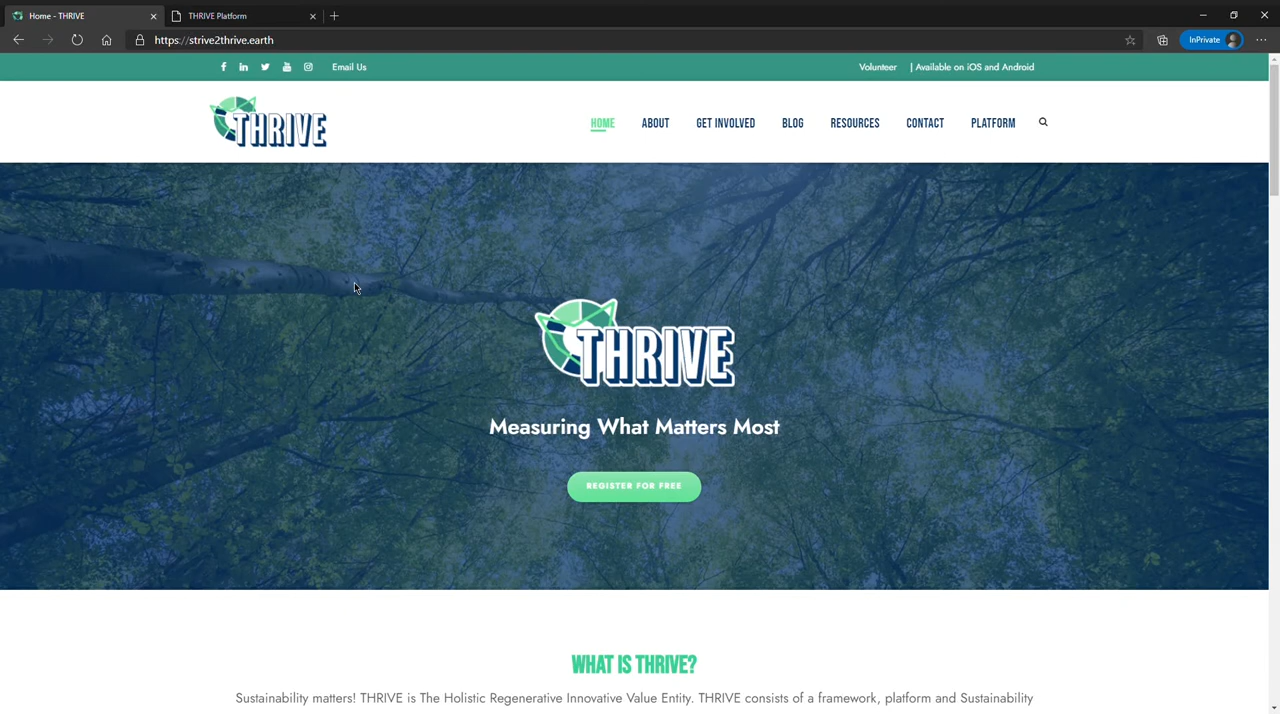 Home - THRIVE
THRIVE Platform
https://strive2thrive.earth
InPrivate
Email Us
Volunteer | Available on iOS and Android
THRIVE
HOME ABOUT GET INVOLVED BLOG RESOURCES CONTACT PLATFORM
THRIVE
Measuring What Matters Most
REGISTER FOR FREE
WHAT IS THRIVE?
Sustainability matters! THRIVE is The Holistic Regenerative Innovative Value Entity. THRIVE consists of a framework, platform and Sustainability